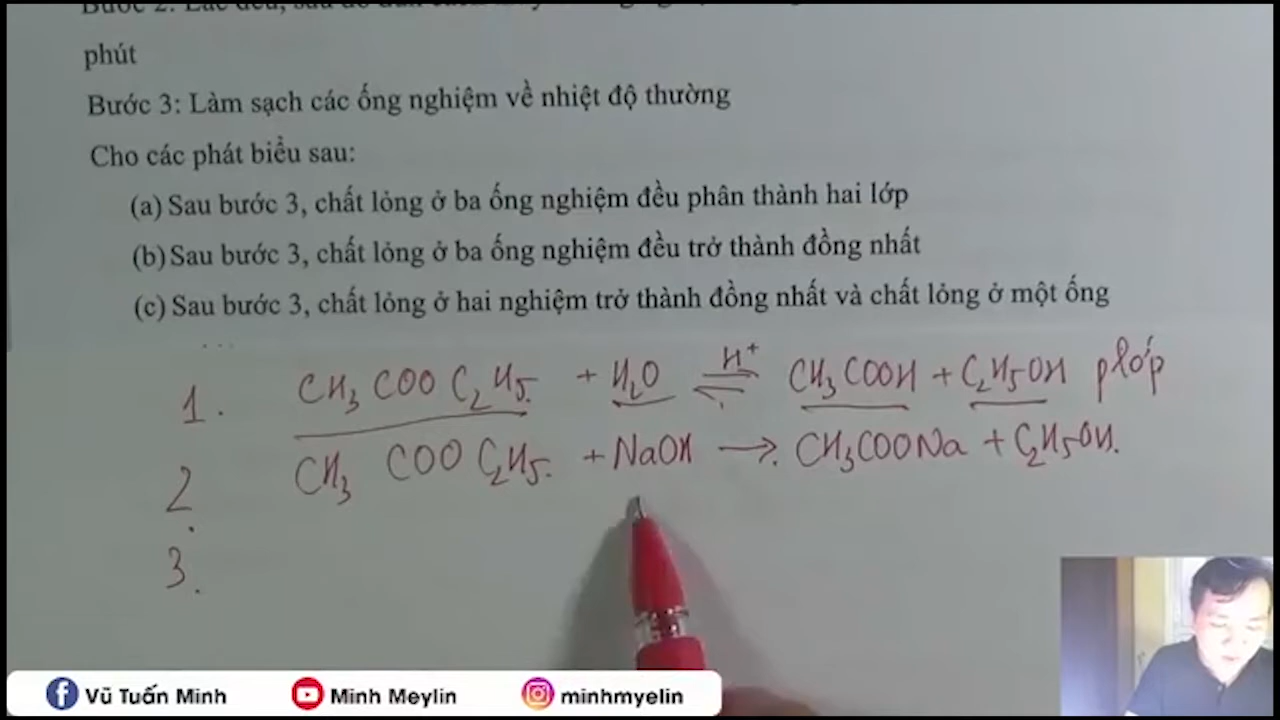 phút
Bước 3: Làm sạch các ống nghiệm về nhiệt độ thường
Cho các phát biểu sau:
(a) Sau bước 3, chất lỏng ở ba ống nghiệm đều phân thành hai lớp
(b) Sau bước 3, chất lỏng ở ba ống nghiệm đều trở thành đồng nhất
(c) Sau bước 3, chất lỏng ở hai nghiệm trở thành đồng nhất và chất lỏng ở một ống
1. CH₃COOC₂H₅ + H₂O ⇌ H⁺ CH₃COOH + C₂H₅OH plớp
2. CH₃COOC₂H₅ + NaOH → CH₃COONa + C₂H₅OH.
3.
Vũ Tuấn Minh Minh Meylin minhmyelin